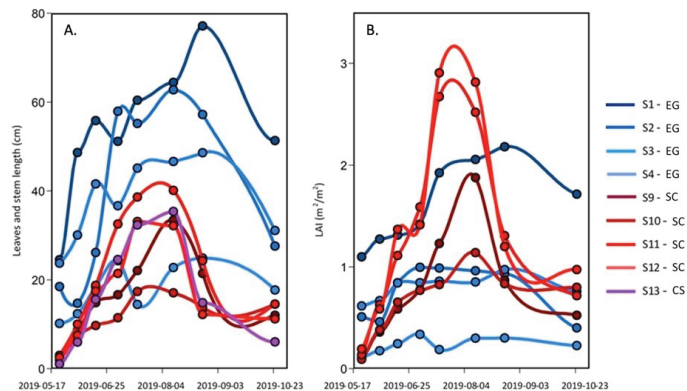 A.
B.
Leaves and stem length (cm)
80
60
40
20
0
2019-05-17
2019-06-25
2019-08-04
2019-09-03
2019-10-23
LAI (m²/m²)
3
2
1
0
2019-05-17
2019-06-25
2019-08-04
2019-09-03
2019-10-23
S1 - EG
S2 - EG
S3 - EG
S4 - EG
S9 - SC
S10 - SC
S11 - SC
S12 - SC
S13 - CS